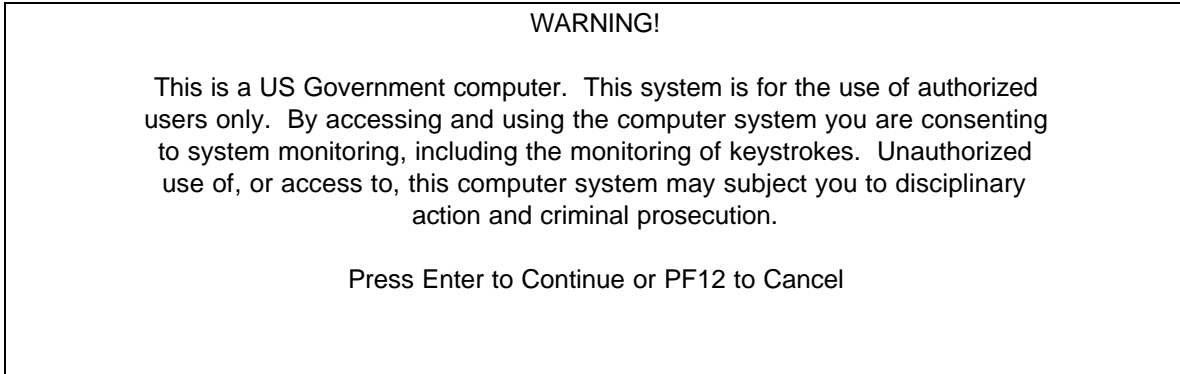 WARNING!
This is a US Government computer.  This system is for the use of authorized
users only.  By accessing and using the computer system you are consenting
to system monitoring, including the monitoring of keystrokes.  Unauthorized
use of, or access to, this computer system may subject you to disciplinary
action and criminal prosecution.
Press Enter to Continue or PF12 to Cancel